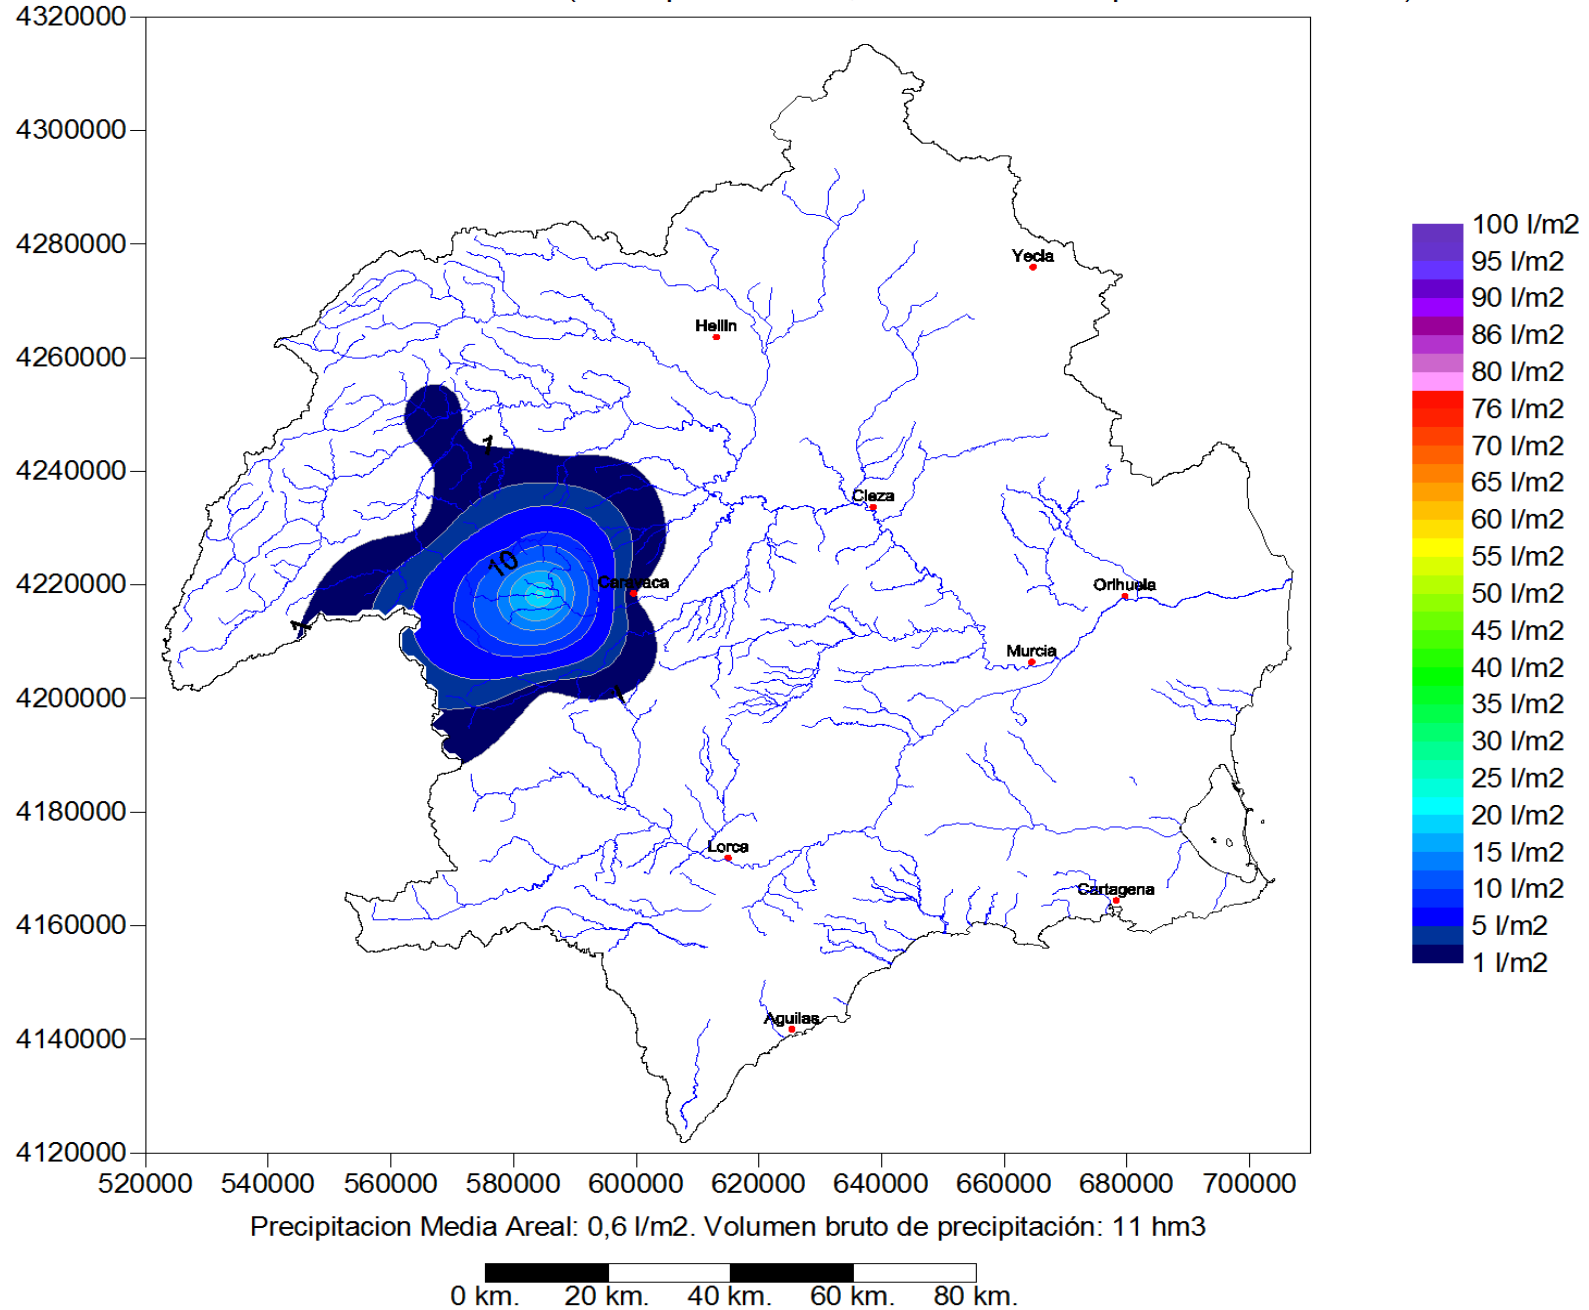 4320000
4300000
4280000
4260000
4240000
4220000
4200000
4180000
4160000
4140000
4120000
520000 540000 560000 580000 600000 620000 640000 660000 680000 700000
Yecla
Hellin
1
Cieza
10
Caravaca
Orihuela
1
Murcia
1
Lorca
Cartagena
Aguilas
100 l/m2
95 l/m2
90 l/m2
86 l/m2
80 l/m2
76 l/m2
70 l/m2
65 l/m2
60 l/m2
55 l/m2
50 l/m2
45 l/m2
40 l/m2
35 l/m2
30 l/m2
25 l/m2
20 l/m2
15 l/m2
10 l/m2
5 l/m2
1 l/m2
Precipitacion Media Areal: 0,6 l/m2. Volumen bruto de precipitación: 11 hm3
0 km. 20 km. 40 km. 60 km. 80 km.